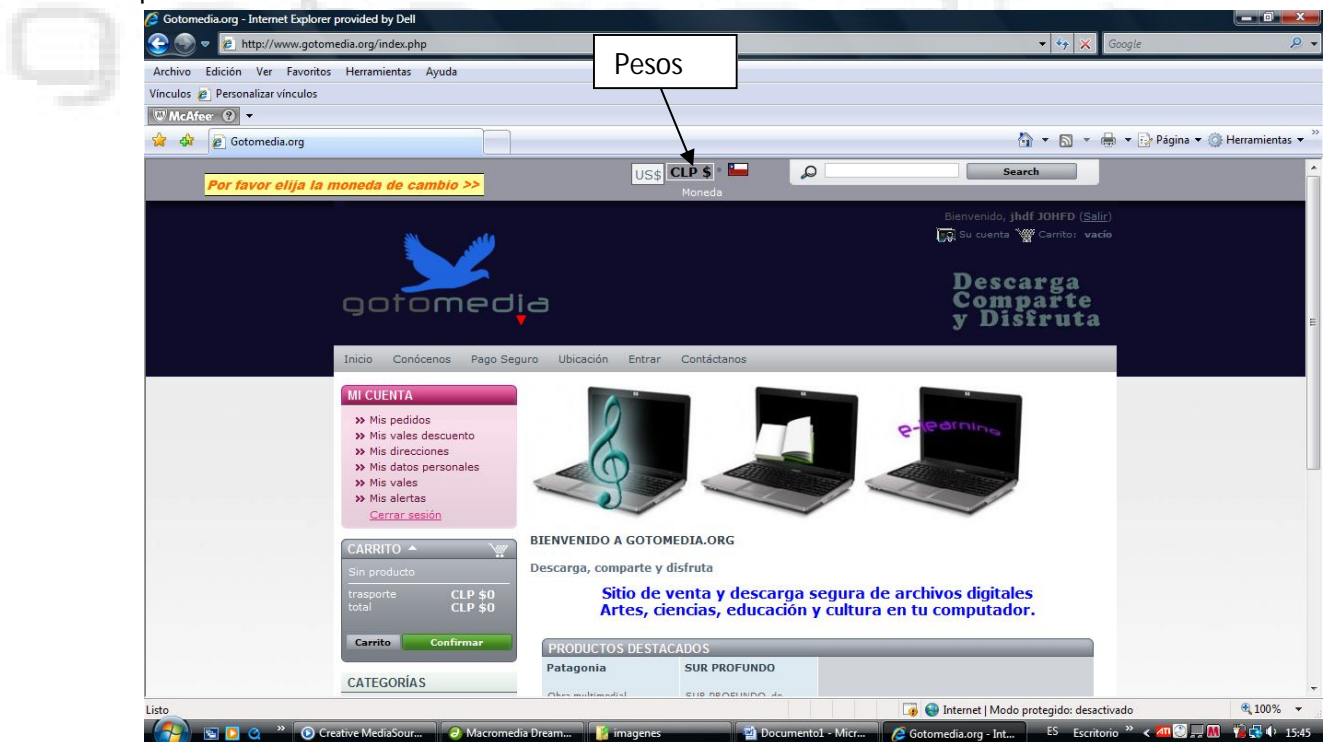 Gotomedia.org - Internet Explorer provided by Dell
http://www.gotomedia.org/index.php
Google
Pesos
Archivo Edición Ver Favoritos Herramientas Ayuda
Vínculos Personalizar vínculos
McAfee
Gotomedia.org
Página Herramientas
Por favor elija la moneda de cambio >>
US$ CLP $
Moneda
Search
Bienvenido, jhdf JOHFD (Salir)
Su cuenta Carrito: vacío
gotomedia
Descarga
Comparte
y Disfruta
Inicio Conócenos Pago Seguro Ubicación Entrar Contáctanos
MI CUENTA
Mis pedidos
Mis vales descuento
Mis direcciones
Mis datos personales
Mis vales
Mis alertas
Cerrar sesión
e-learning
CARRITO
Sin producto
trasporte CLP $0
total CLP $0
Carrito Confirmar
CATEGORÍAS
BIENVENIDO A GOTOMEDIA.ORG
Descarga, comparte y disfruta
Sitio de venta y descarga segura de archivos digitales
Artes, ciencias, educación y cultura en tu computador.
PRODUCTOS DESTACADOS
Patagonia SUR PROFUNDO
Obra multimedial SUR PROFUNDO, de
Listo
Internet | Modo protegido: desactivado
100%
Creative MediaSour... Macromedia Dream... imagenes Documento1 - Micr... Gotomedia.org - Int... ES Escritorio 15:45